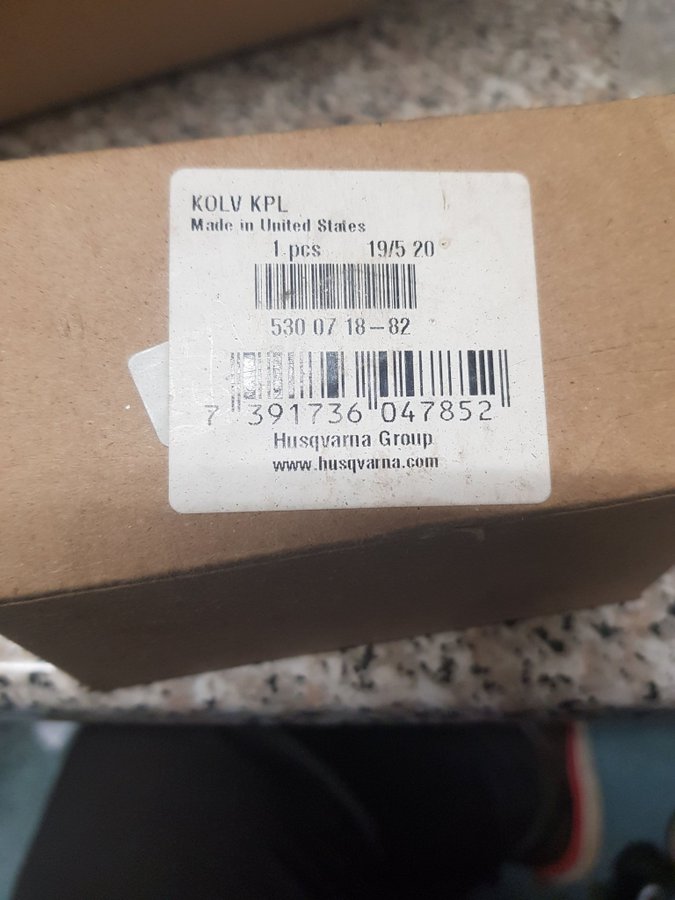 KOLV KPL
Made in United States
1 pcs 19/5 20
530 07 18-82
7 391736 047852
Husqvarna Group
www.husqvarna.com